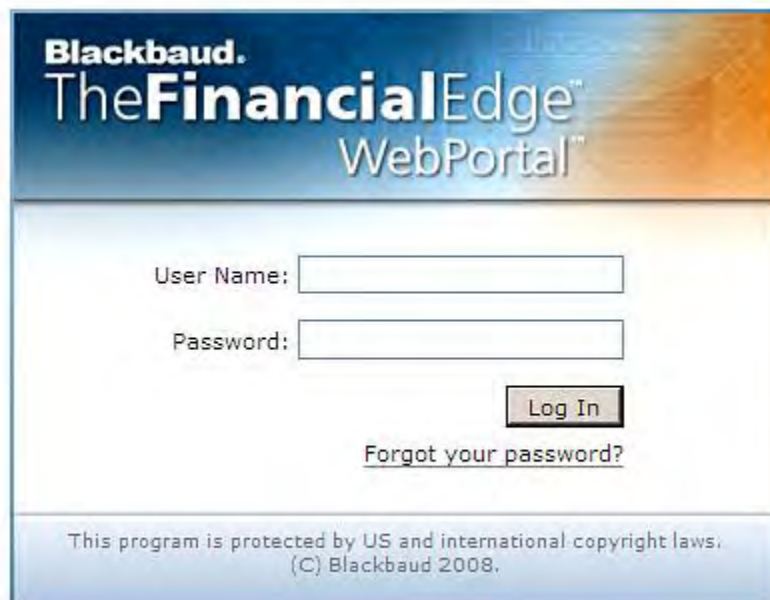 Blackbaud.
TheFinancialEdge™
WebPortal™
User Name:
Password:
Log In
Forgot your password?
This program is protected by US and international copyright laws.
(C) Blackbaud 2008.